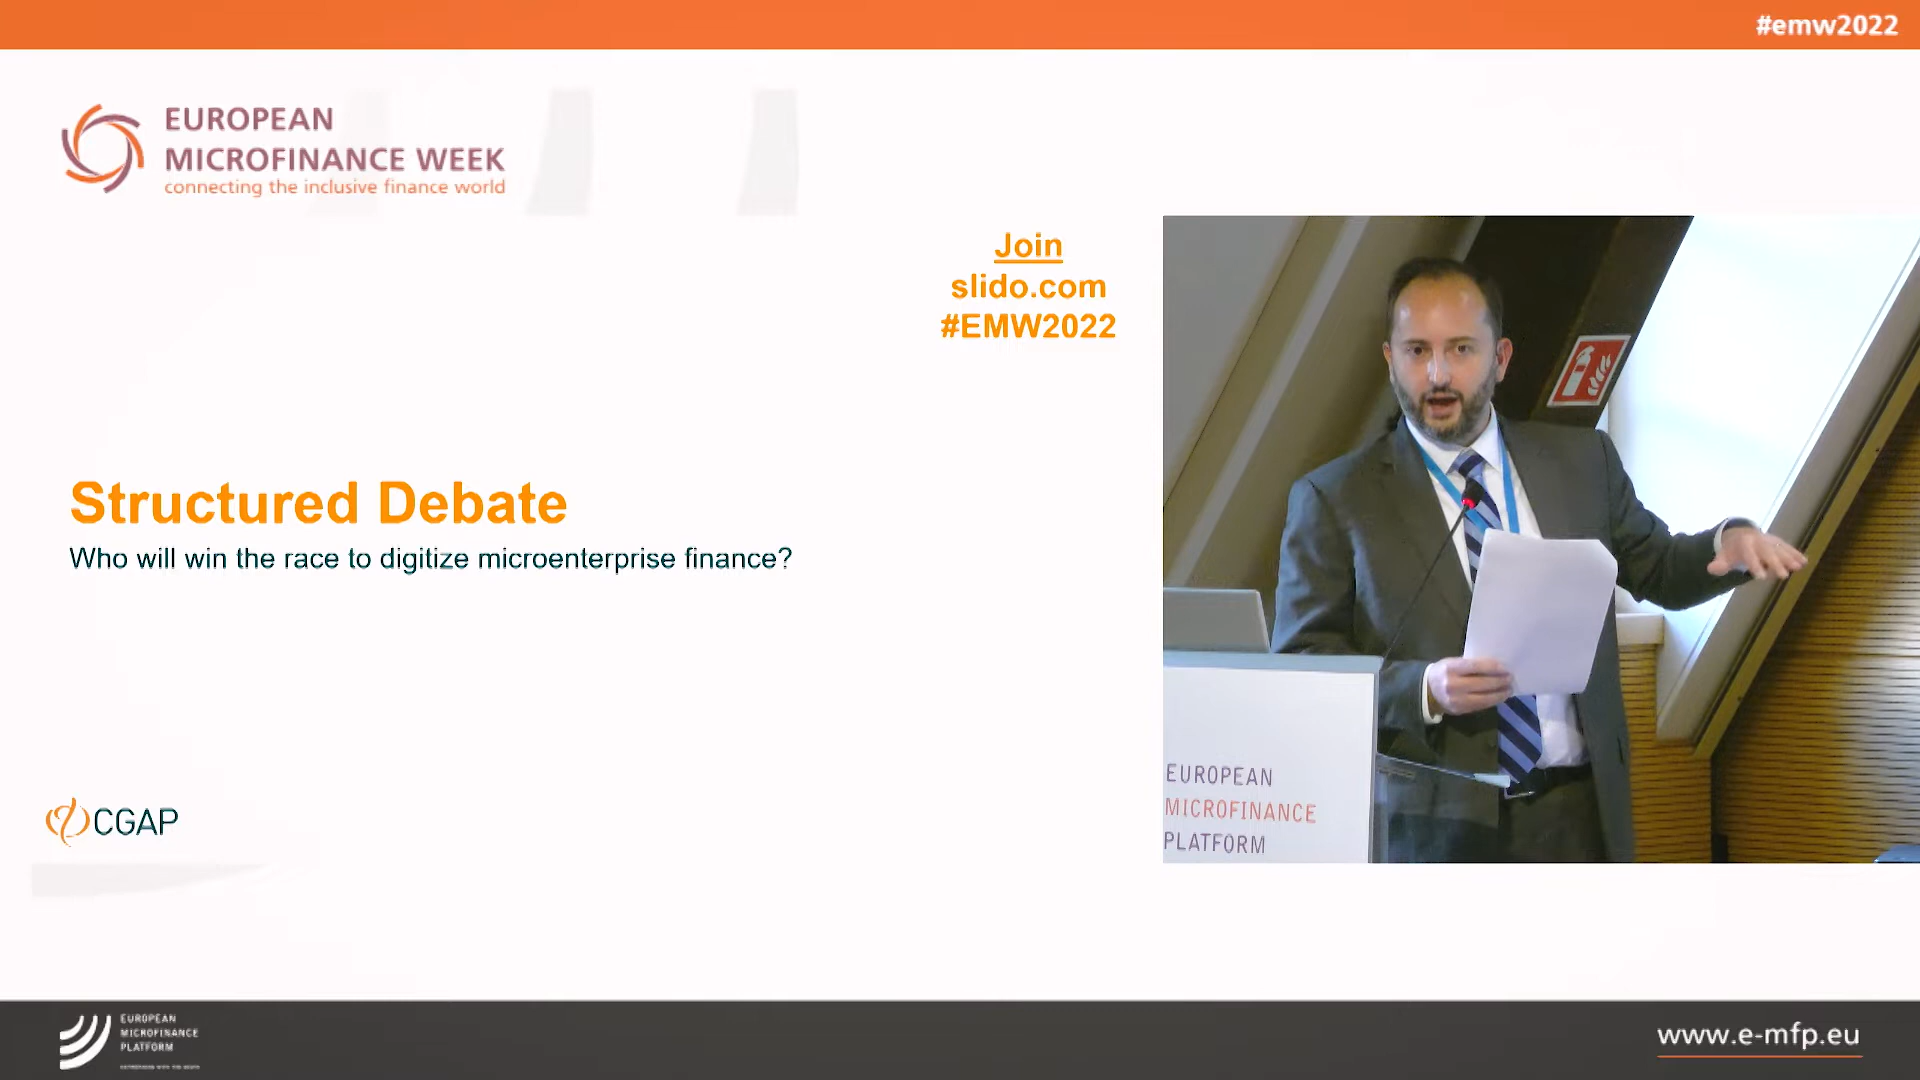 #emw2022
EUROPEAN
MICROFINANCE WEEK
connecting the inclusive finance world
Join
slido.com
#EMW2022
Structured Debate
Who will win the race to digitize microenterprise finance?
CGAP
EUROPEAN
MICROFINANCE
PLATFORM
EUROPEAN
MICROFINANCE
PLATFORM
www.e-mfp.eu